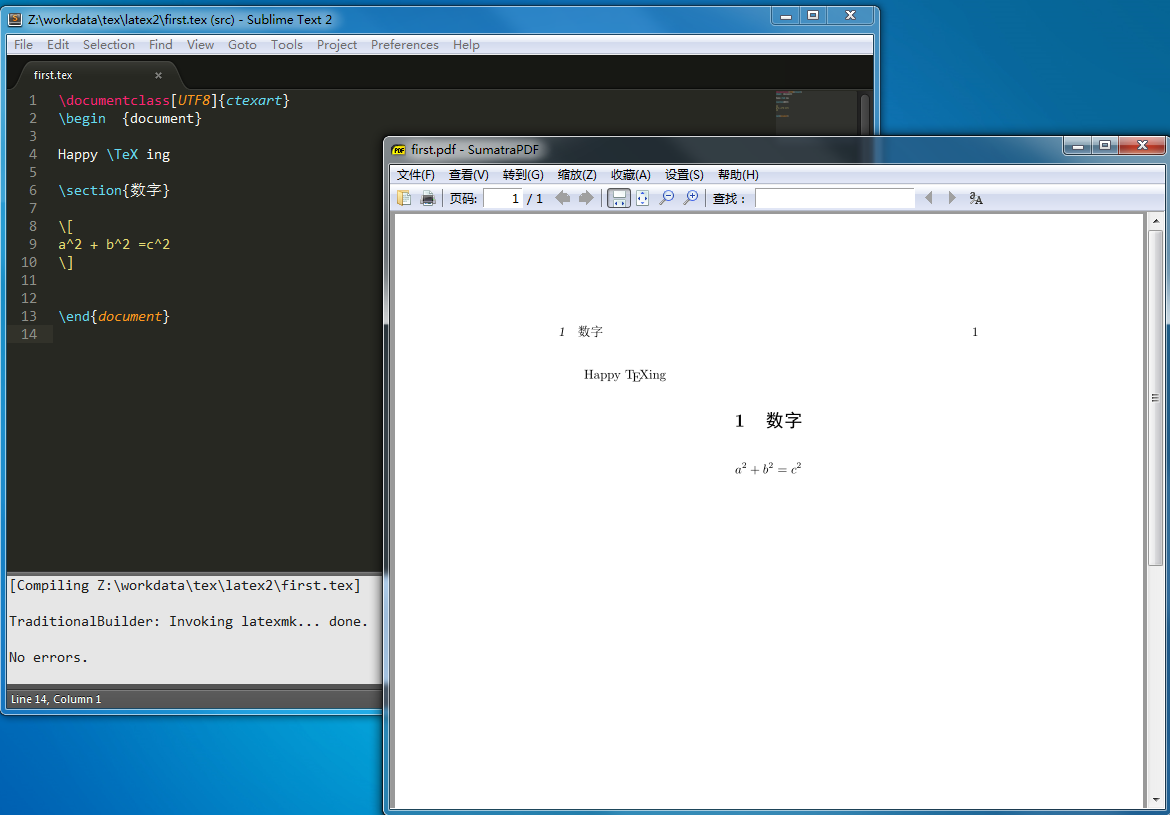 Z:\workdata\tex\latex2\first.tex (src) - Sublime Text 2
File Edit Selection Find View Goto Tools Project Preferences Help
first.tex
1 \documentclass[UTF8]{ctexart}
2 \begin  {document}
3
4 Happy \TeX ing
5
6 \section{数字}
7
8 \[
9 a^2 + b^2 =c^2
10 \]
11
12
13 \end{document}
14
[Compiling Z:\workdata\tex\latex2\first.tex]
TraditionalBuilder: Invoking latexmk... done.
No errors.
Line 14, Column 1
first.pdf - SumatraPDF
文件(F) 查看(V) 转到(G) 缩放(Z) 收藏(A) 设置(S) 帮助(H)
页码: 1 / 1 查找：
1 数字 1
Happy TEXing
1 数字
a² + b² = c²